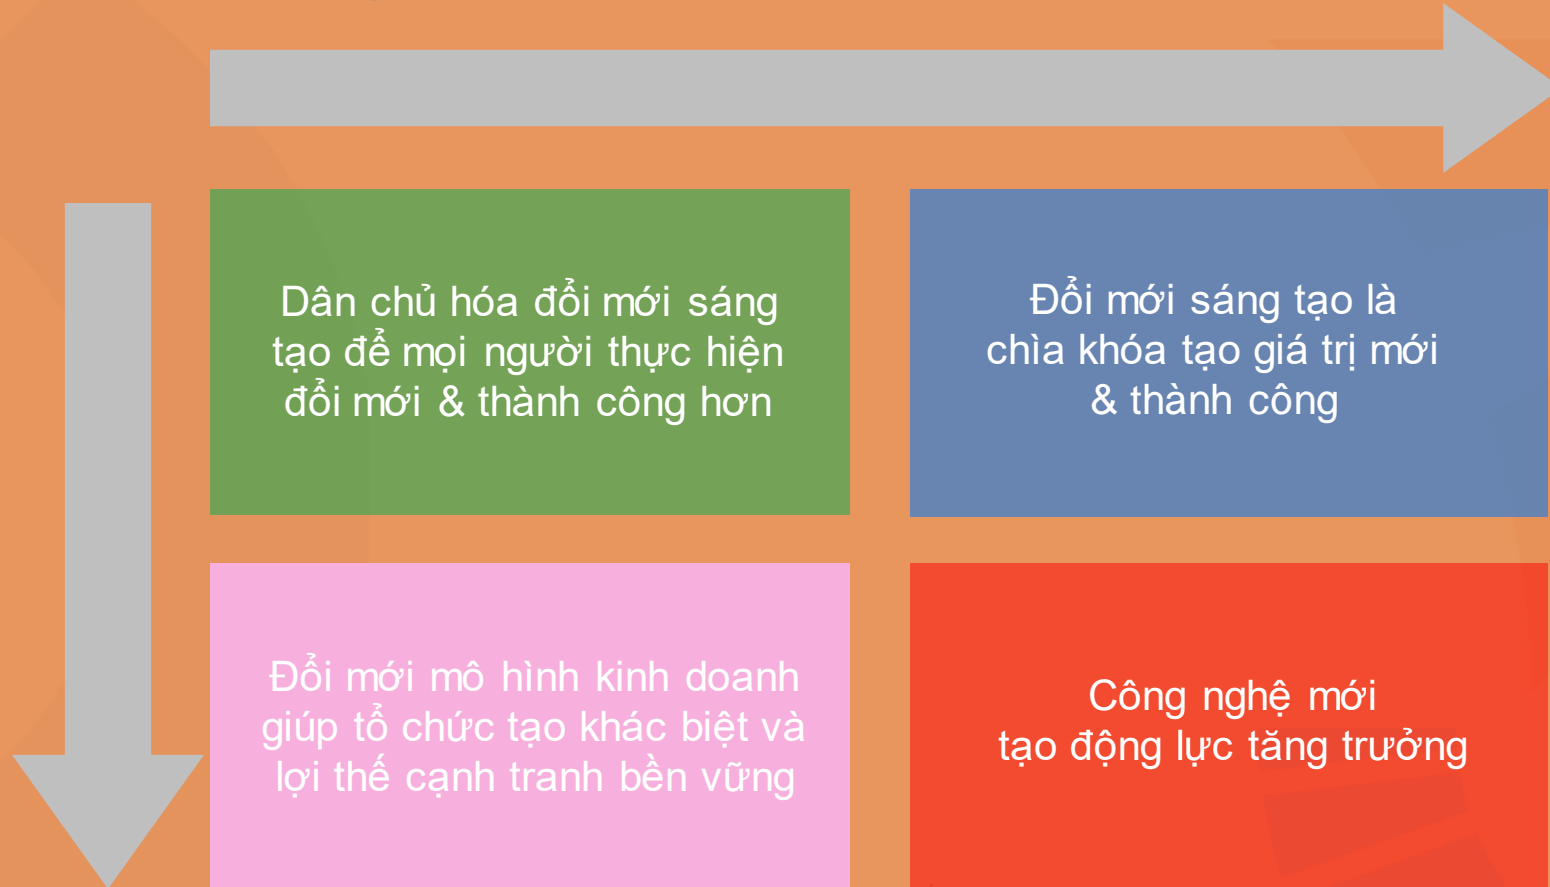 Dân chủ hóa đổi mới sáng
tạo để mọi người thực hiện
đổi mới & thành công hơn
Đổi mới sáng tạo là
chìa khóa tạo giá trị mới
& thành công
Đổi mới mô hình kinh doanh
giúp tổ chức tạo khác biệt và
lợi thế cạnh tranh bền vững
Công nghệ mới
tạo động lực tăng trưởng